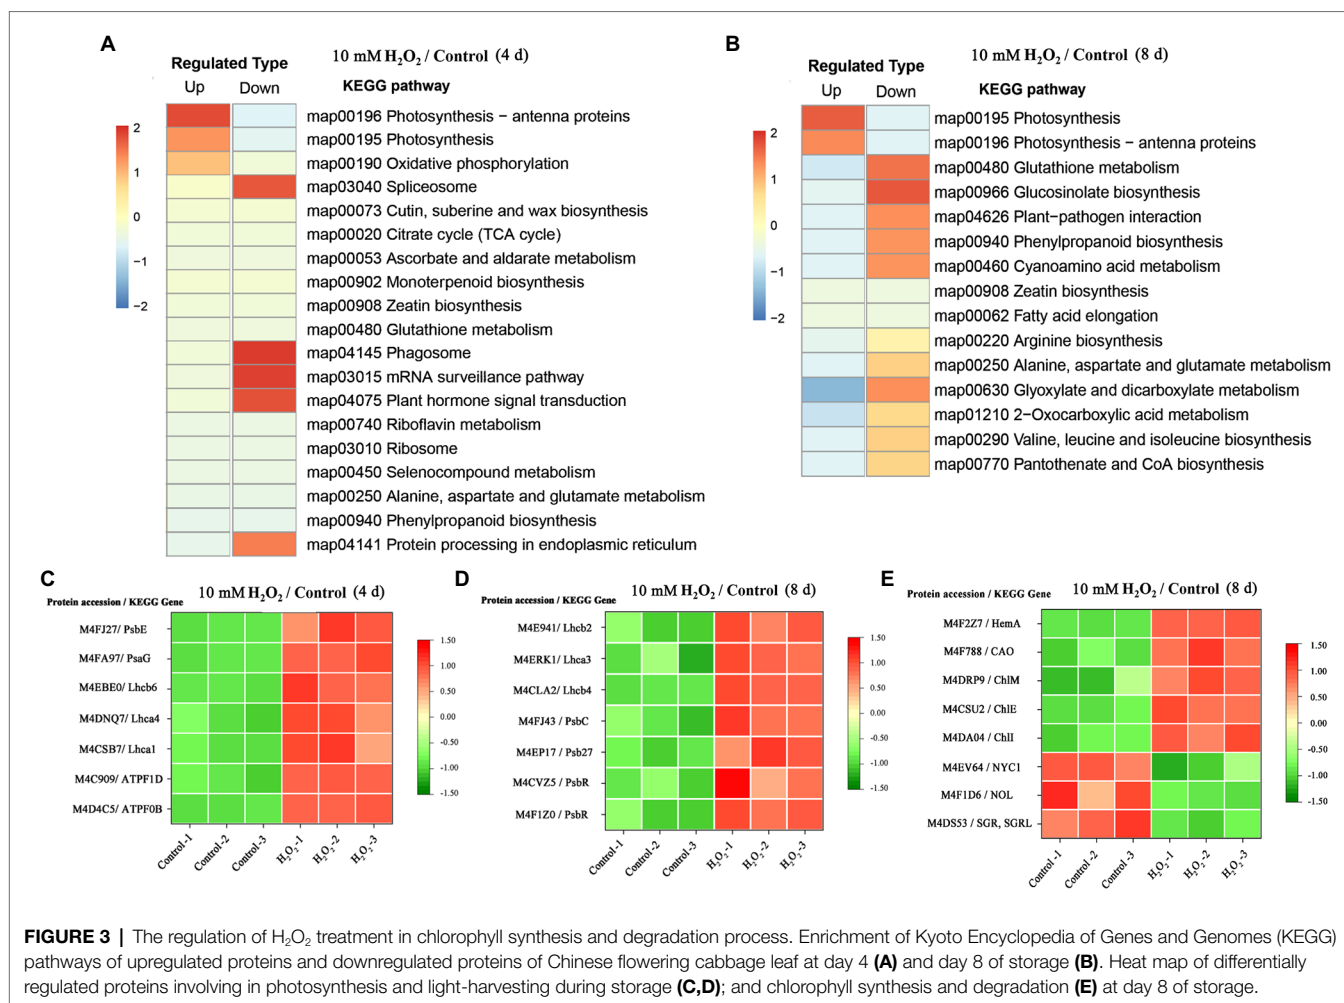 A
10 mM H₂O₂ / Control (4 d)
Regulated Type
Up Down
KEGG pathway
map00196 Photosynthesis − antenna proteins
map00195 Photosynthesis
map00190 Oxidative phosphorylation
map03040 Spliceosome
map00073 Cutin, suberine and wax biosynthesis
map00020 Citrate cycle (TCA cycle)
map00053 Ascorbate and aldarate metabolism
map00902 Monoterpenoid biosynthesis
map00908 Zeatin biosynthesis
map00480 Glutathione metabolism
map04145 Phagosome
map03015 mRNA surveillance pathway
map04075 Plant hormone signal transduction
map00740 Riboflavin metabolism
map03010 Ribosome
map00450 Selenocompound metabolism
map00250 Alanine, aspartate and glutamate metabolism
map00940 Phenylpropanoid biosynthesis
map04141 Protein processing in endoplasmic reticulum
2
1
0
−1
−2
B
10 mM H₂O₂ / Control (8 d)
Regulated Type
Up Down
KEGG pathway
map00195 Photosynthesis
map00196 Photosynthesis − antenna proteins
map00480 Glutathione metabolism
map00966 Glucosinolate biosynthesis
map04626 Plant−pathogen interaction
map00940 Phenylpropanoid biosynthesis
map00460 Cyanoamino acid metabolism
map00908 Zeatin biosynthesis
map00062 Fatty acid elongation
map00220 Arginine biosynthesis
map00250 Alanine, aspartate and glutamate metabolism
map00630 Glyoxylate and dicarboxylate metabolism
map01210 2−Oxocarboxylic acid metabolism
map00290 Valine, leucine and isoleucine biosynthesis
map00770 Pantothenate and CoA biosynthesis
2
1
0
−1
−2
C
10 mM H₂O₂ / Control (4 d)
Protein accession / KEGG Gene
M4FJ27/ PsbE
M4FA97/ PsaG
M4EBE0/ Lhcb6
M4DNQ7/ Lhca4
M4CSB7/ Lhca1
M4C909/ ATPF1D
M4D4C5/ ATPF0B
Control-1 Control-2 Control-3 H₂O₂-1 H₂O₂-2 H₂O₂-3
1.50
1.00
0.50
0.00
-0.50
-1.00
-1.50
D
10 mM H₂O₂ / Control (8 d)
Protein accession / KEGG Gene
M4E941/ Lhcb2
M4ERK1/ Lhca3
M4CLA2/ Lhcb4
M4FJ43 / PsbC
M4EP17 / Psb27
M4CVZ5 / PsbR
M4F1Z0 / PsbR
Control-1 Control-2 Control-3 H₂O₂-1 H₂O₂-2 H₂O₂-3
1.50
1.00
0.50
0.00
-0.50
-1.00
-1.50
E
10 mM H₂O₂ / Control (8 d)
Protein accession / KEGG Gene
M4F2Z7 / HemA
M4F788 / CAO
M4DRP9 / ChlM
M4CSU2 / ChlE
M4DA04 / ChlI
M4EV64 / NYC1
M4F1D6 / NOL
M4DS53 / SGR, SGRL
Control-1 Control-2 Control-3 H₂O₂-1 H₂O₂-2 H₂O₂-3
1.50
1.00
0.50
0.00
-0.50
-1.00
-1.50
FIGURE 3 | The regulation of H₂O₂ treatment in chlorophyll synthesis and degradation process. Enrichment of Kyoto Encyclopedia of Genes and Genomes (KEGG)
pathways of upregulated proteins and downregulated proteins of Chinese flowering cabbage leaf at day 4 (A) and day 8 of storage (B). Heat map of differentially
regulated proteins involving in photosynthesis and light-harvesting during storage (C,D); and chlorophyll synthesis and degradation (E) at day 8 of storage.